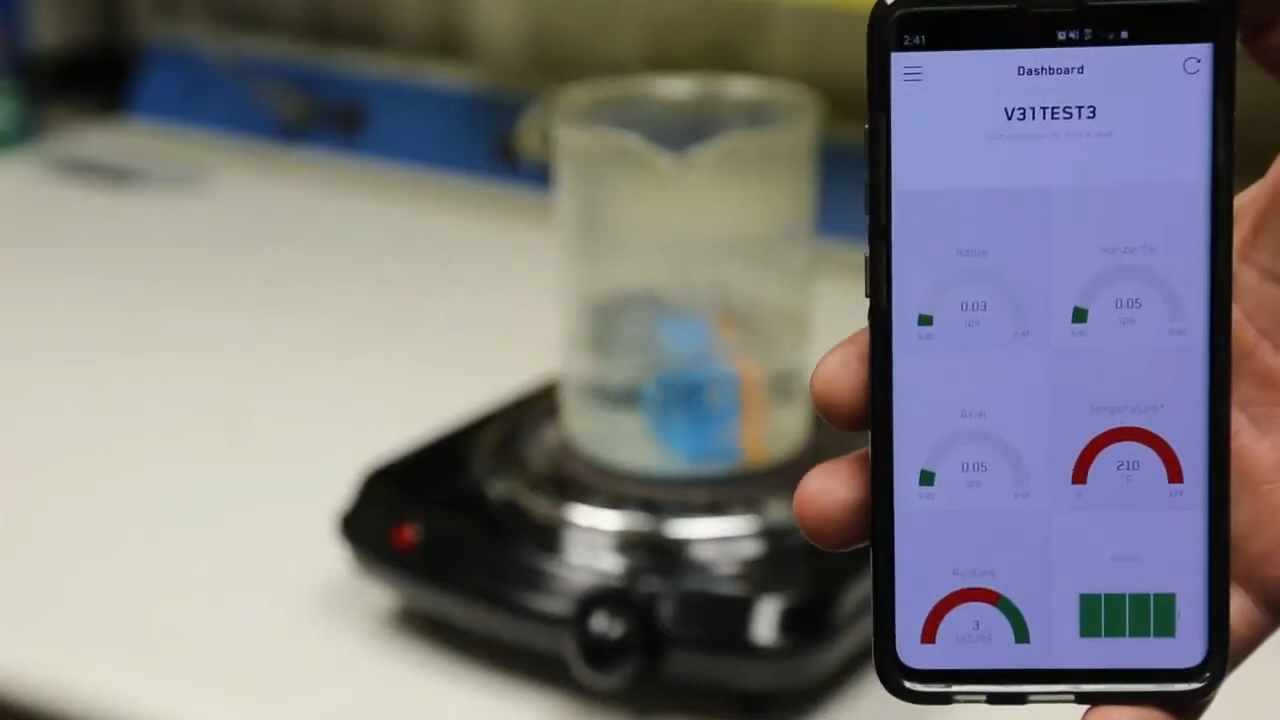 2:41
Dashboard
V31TEST3
Radial
Horizontal
0.03
ips
0.05
ips
Axial
Temperature*
0.05
ips
210
°F
0
Runtime
3
HOURS